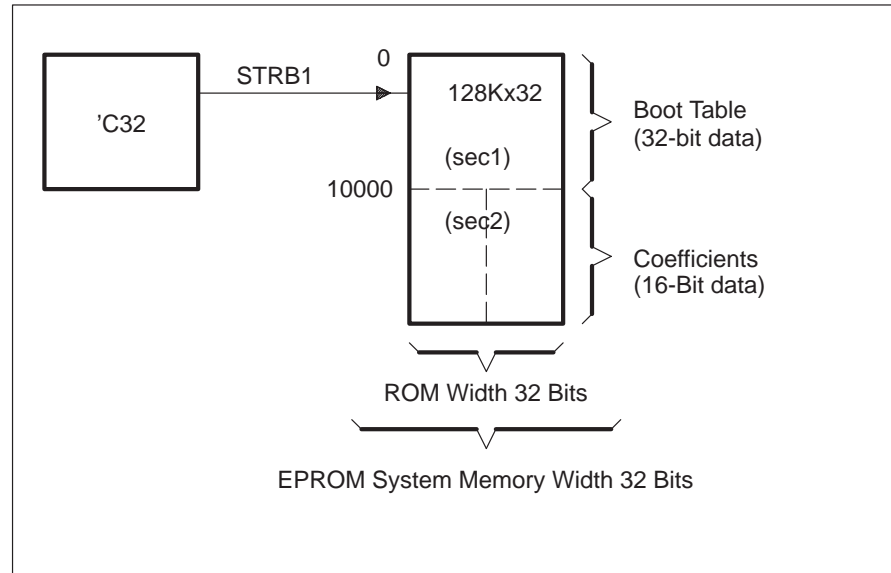 0
STRB1
128Kx32
'C32
Boot Table
(32-bit data)
(sec1)
10000
(sec2)
Coefficients
(16-Bit data)
ROM Width 32 Bits
EPROM System Memory Width 32 Bits